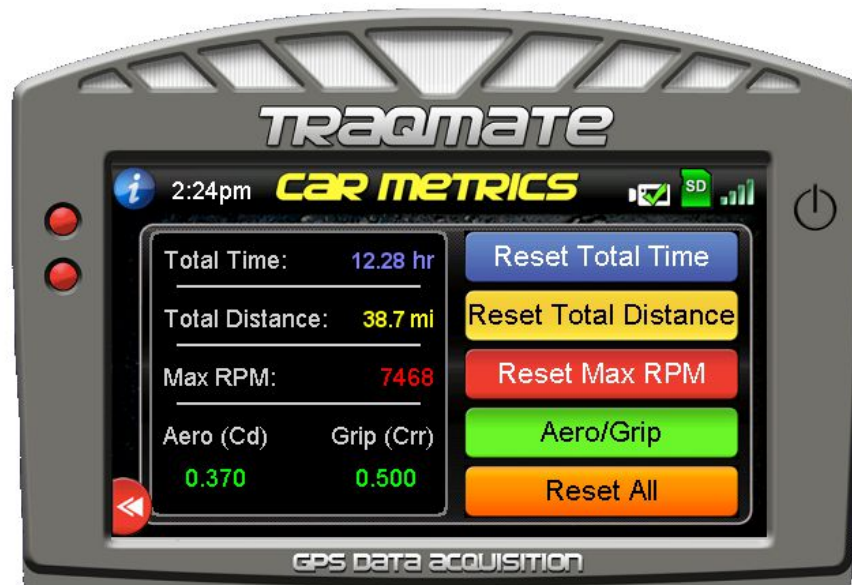 TRAQMATE
i 2:24pm CAR METRICS SD
Total Time: 12.28 hr
Reset Total Time
Total Distance: 38.7 mi
Reset Total Distance
Max RPM: 7468
Reset Max RPM
Aero (Cd) Grip (Crr)
Aero/Grip
0.370 0.500
Reset All
GPS DATA ACQUISITION